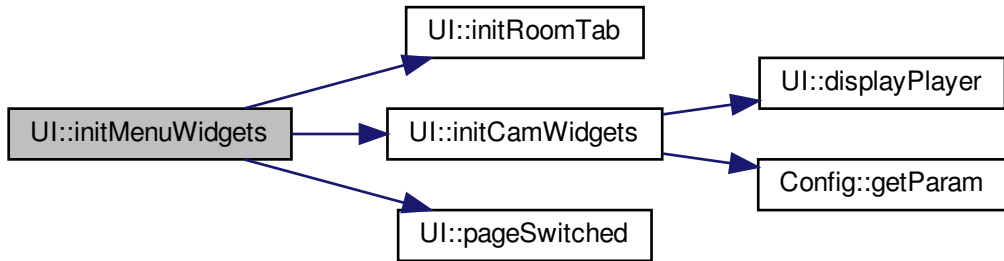 UI::initMenuWidgets
UI::initRoomTab
UI::initCamWidgets
UI::pageSwitched
UI::displayPlayer
Config::getParam